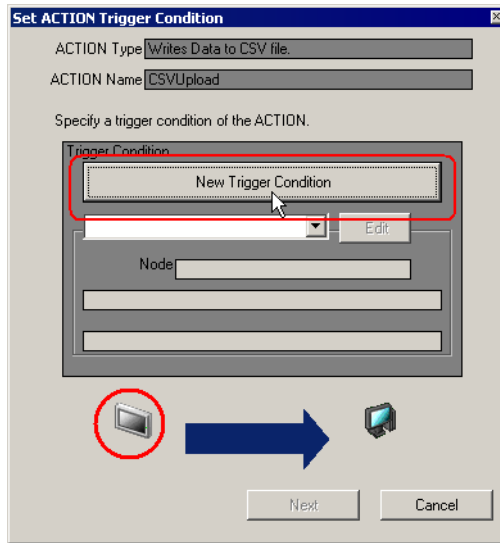 Set ACTION Trigger Condition
ACTION Type Writes Data to CSV file.
ACTION Name CSVUpload
Specify a trigger condition of the ACTION.
Trigger Condition
New Trigger Condition
Edit
Node
Next Cancel